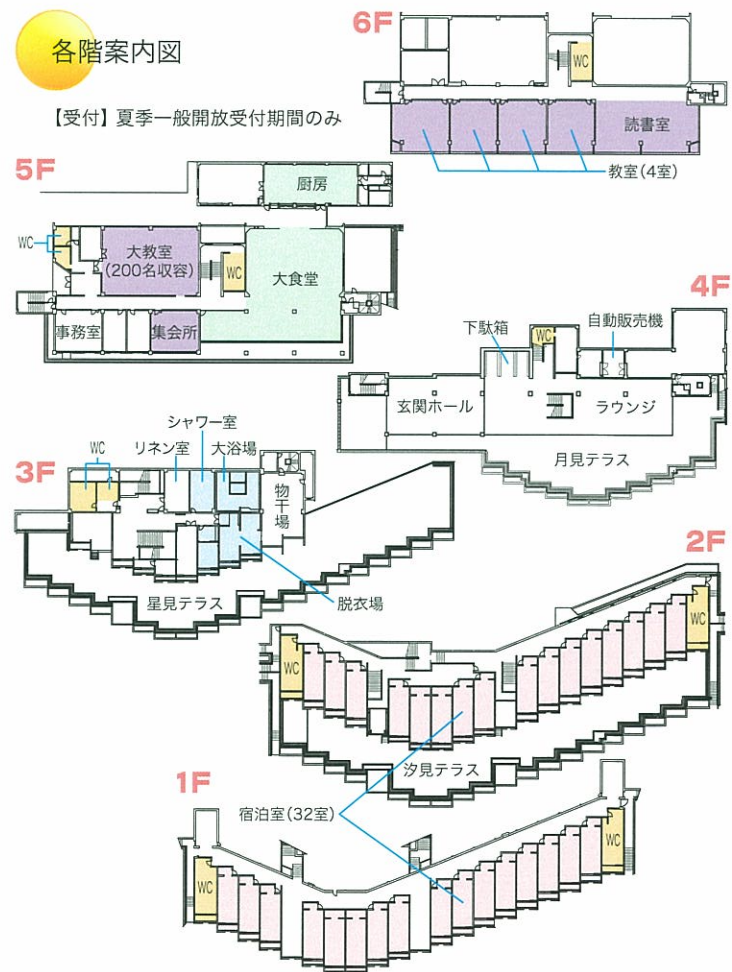 各階案内図
【受付】夏季一般開放受付期間のみ
6F
WC
読書室
教室(4室)
5F
厨房
WC
大教室
(200名収容)
WC
大食堂
事務室
集会所
4F
下駄箱
WC
自動販売機
玄関ホール
ラウンジ
月見テラス
3F
シャワー室
WC
リネン室
大浴場
物干場
脱衣場
星見テラス
2F
WC
WC
汐見テラス
1F
宿泊室(32室)
WC
WC